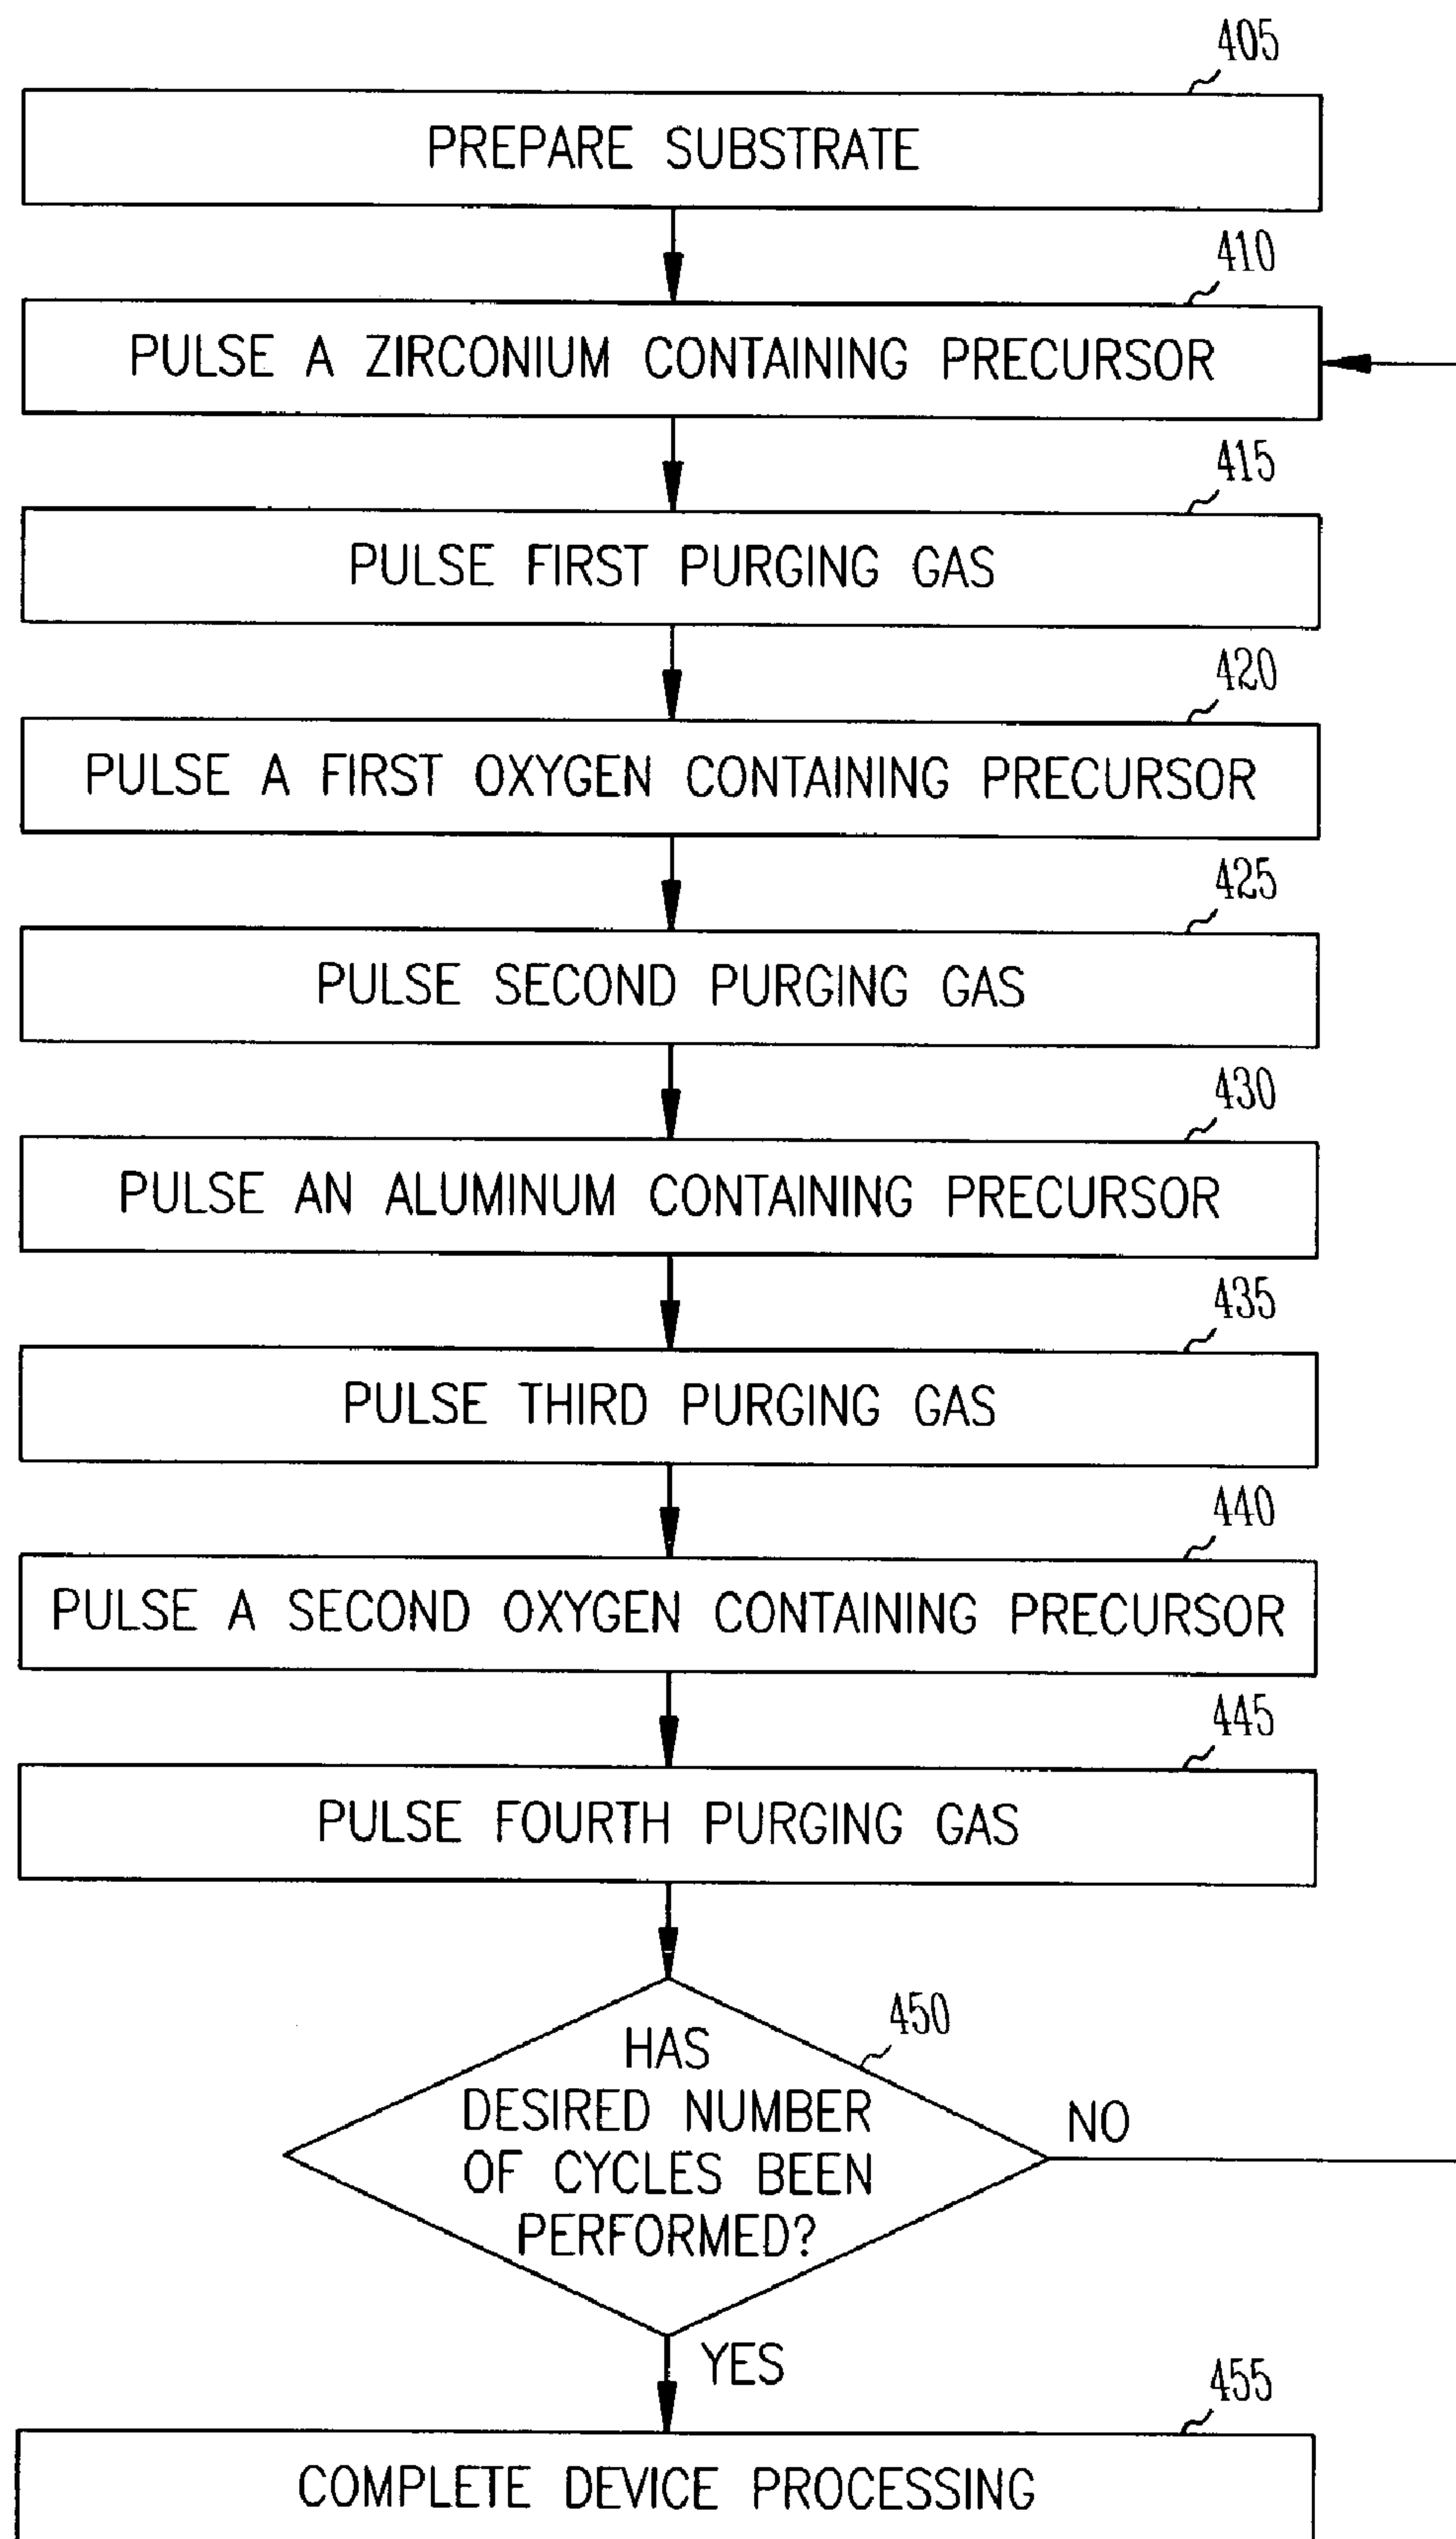 405
PREPARE SUBSTRATE
410
PULSE A ZIRCONIUM CONTAINING PRECURSOR
415
PULSE FIRST PURGING GAS
420
PULSE A FIRST OXYGEN CONTAINING PRECURSOR
425
PULSE SECOND PURGING GAS
430
PULSE AN ALUMINUM CONTAINING PRECURSOR
435
PULSE THIRD PURGING GAS
440
PULSE A SECOND OXYGEN CONTAINING PRECURSOR
445
PULSE FOURTH PURGING GAS
450
HAS
DESIRED NUMBER
OF CYCLES BEEN
PERFORMED?
NO
YES
455
COMPLETE DEVICE PROCESSING